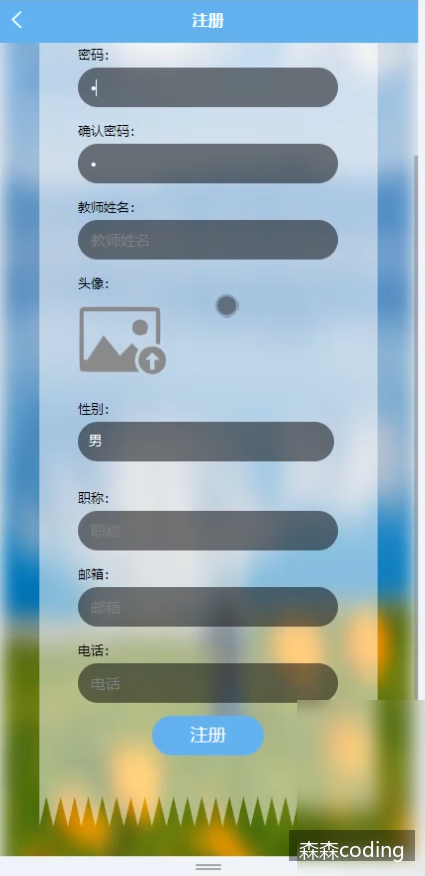 注册
密码：
确认密码：
教师姓名：
教师姓名
头像：
性别：
男
职称：
职称
邮箱：
邮箱
电话：
电话
注册
森森coding